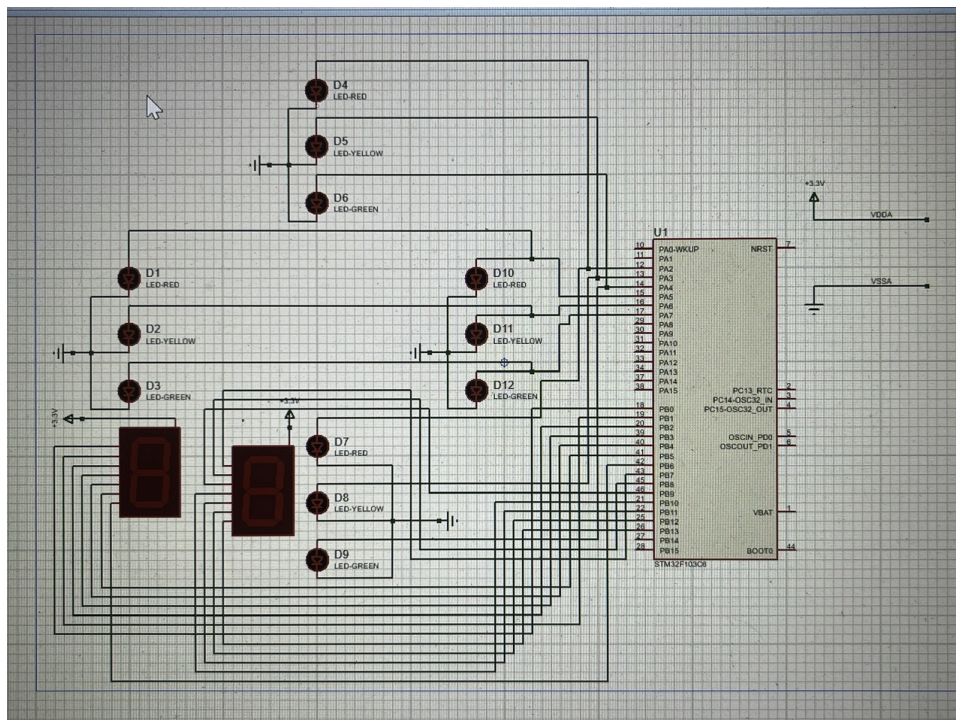 D4
LED-RED
D5
LED-YELLOW
D6
LED-GREEN
+3.3V
VDDA
VSSA
U1
D1
LED-RED
D2
LED-YELLOW
D3
LED-GREEN
D10
LED-RED
D11
LED-YELLOW
D12
LED-GREEN
+3.3V
+3.3V
D7
LED-RED
D8
LED-YELLOW
D9
LED-GREEN
10 PA0-WKUP
11 PA1
12 PA2
13 PA3
14 PA4
15 PA5
16 PA6
17 PA7
29 PA8
30 PA9
31 PA10
32 PA11
33 PA12
34 PA13
37 PA14
38 PA15
18 PB0
19 PB1
20 PB2
39 PB3
40 PB4
41 PB5
42 PB6
43 PB7
45 PB8
46 PB9
21 PB10
22 PB11
25 PB12
26 PB13
27 PB14
28 PB15
NRST 7
PC13_RTC 2
PC14-OSC32_IN 3
PC15-OSC32_OUT 4
OSCIN_PD0 5
OSCOUT_PD1 6
VBAT 1
BOOT0 44
STM32F103C6